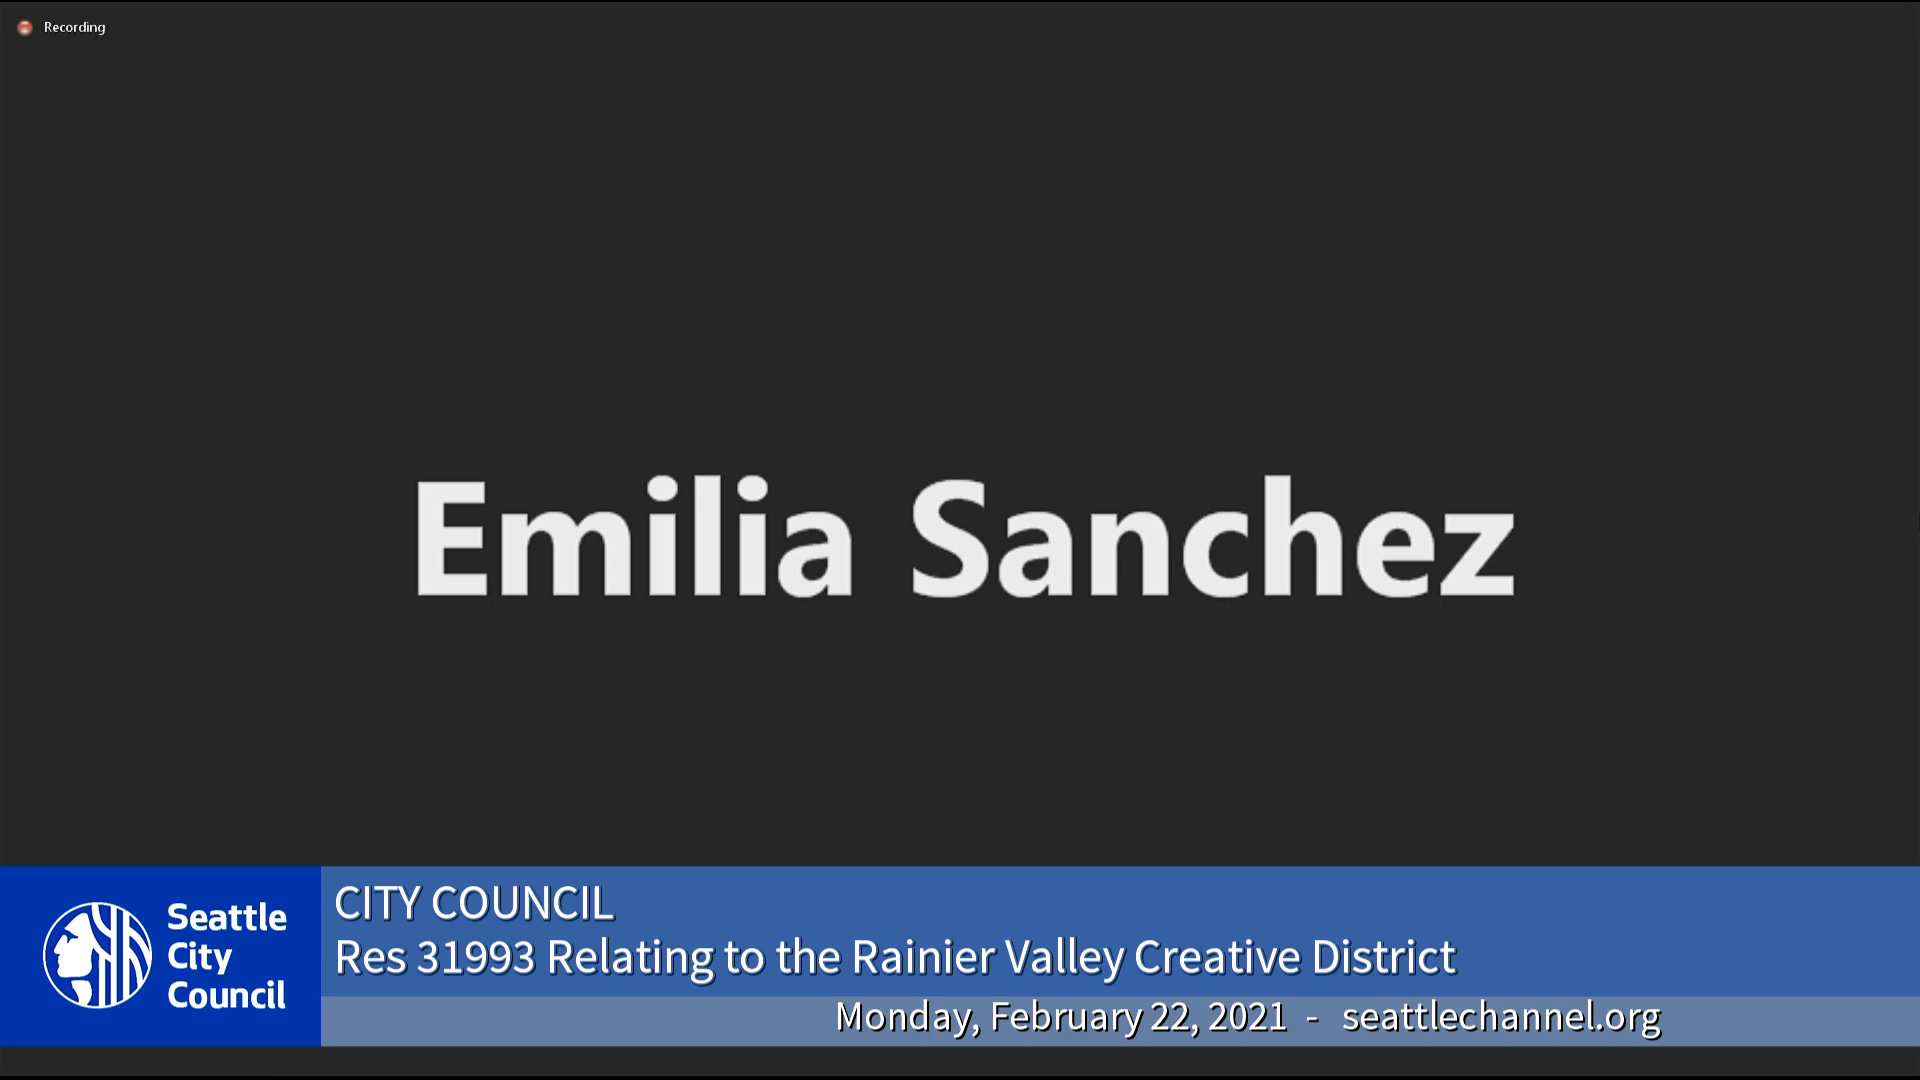 Recording
Emilia Sanchez
Seattle
City
Council
CITY COUNCIL
Res 31993 Relating to the Rainier Valley Creative District
Monday, February 22, 2021 - seattlechannel.org